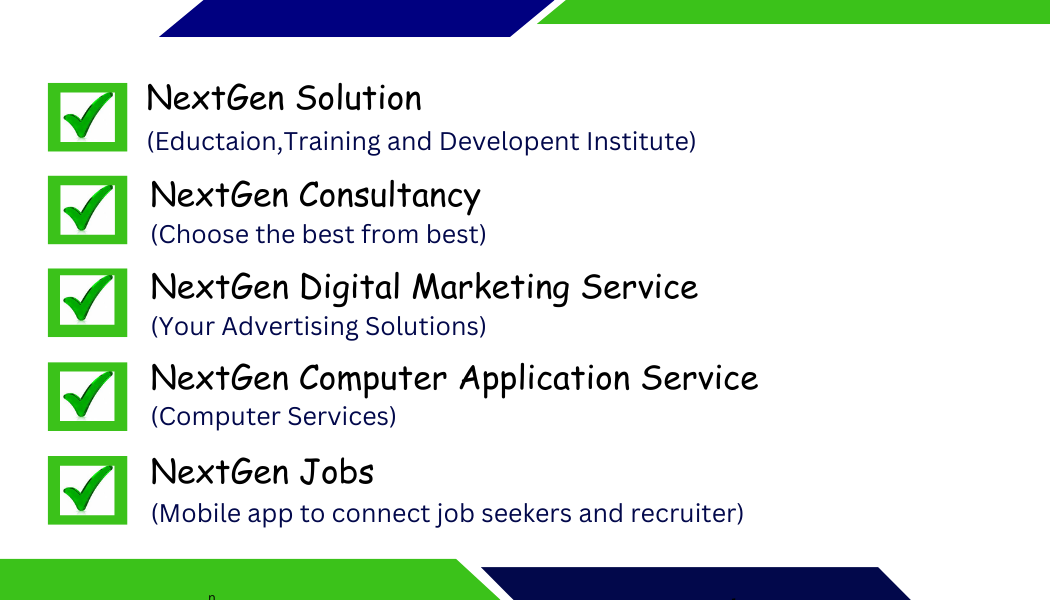 NextGen Solution
(Eductaion,Training and Developent Institute)
NextGen Consultancy
(Choose the best from best)
NextGen Digital Marketing Service
(Your Advertising Solutions)
NextGen Computer Application Service
(Computer Services)
NextGen Jobs
(Mobile app to connect job seekers and recruiter)